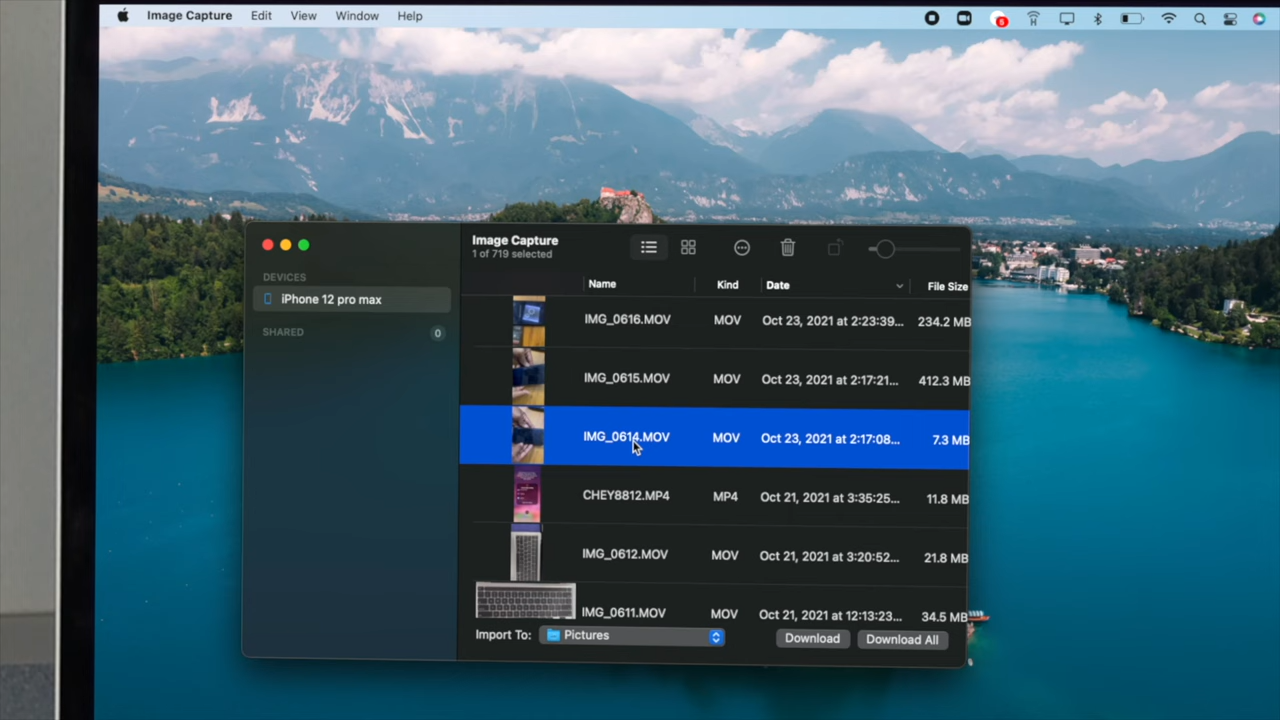 Image Capture Edit View Window Help
5
Image Capture
1 of 719 selected
DEVICES
iPhone 12 pro max
SHARED 0
Name Kind Date File Size
IMG_0616.MOV MOV Oct 23, 2021 at 2:23:39... 234.2 MB
IMG_0615.MOV MOV Oct 23, 2021 at 2:17:21... 412.3 MB
IMG_0614.MOV MOV Oct 23, 2021 at 2:17:08... 7.3 MB
CHEY8812.MP4 MP4 Oct 21, 2021 at 3:35:25... 11.8 MB
IMG_0612.MOV MOV Oct 21, 2021 at 3:20:52... 21.8 MB
IMG_0611.MOV MOV Oct 21, 2021 at 12:13:23... 34.5 MB
Import To: Pictures Download Download All